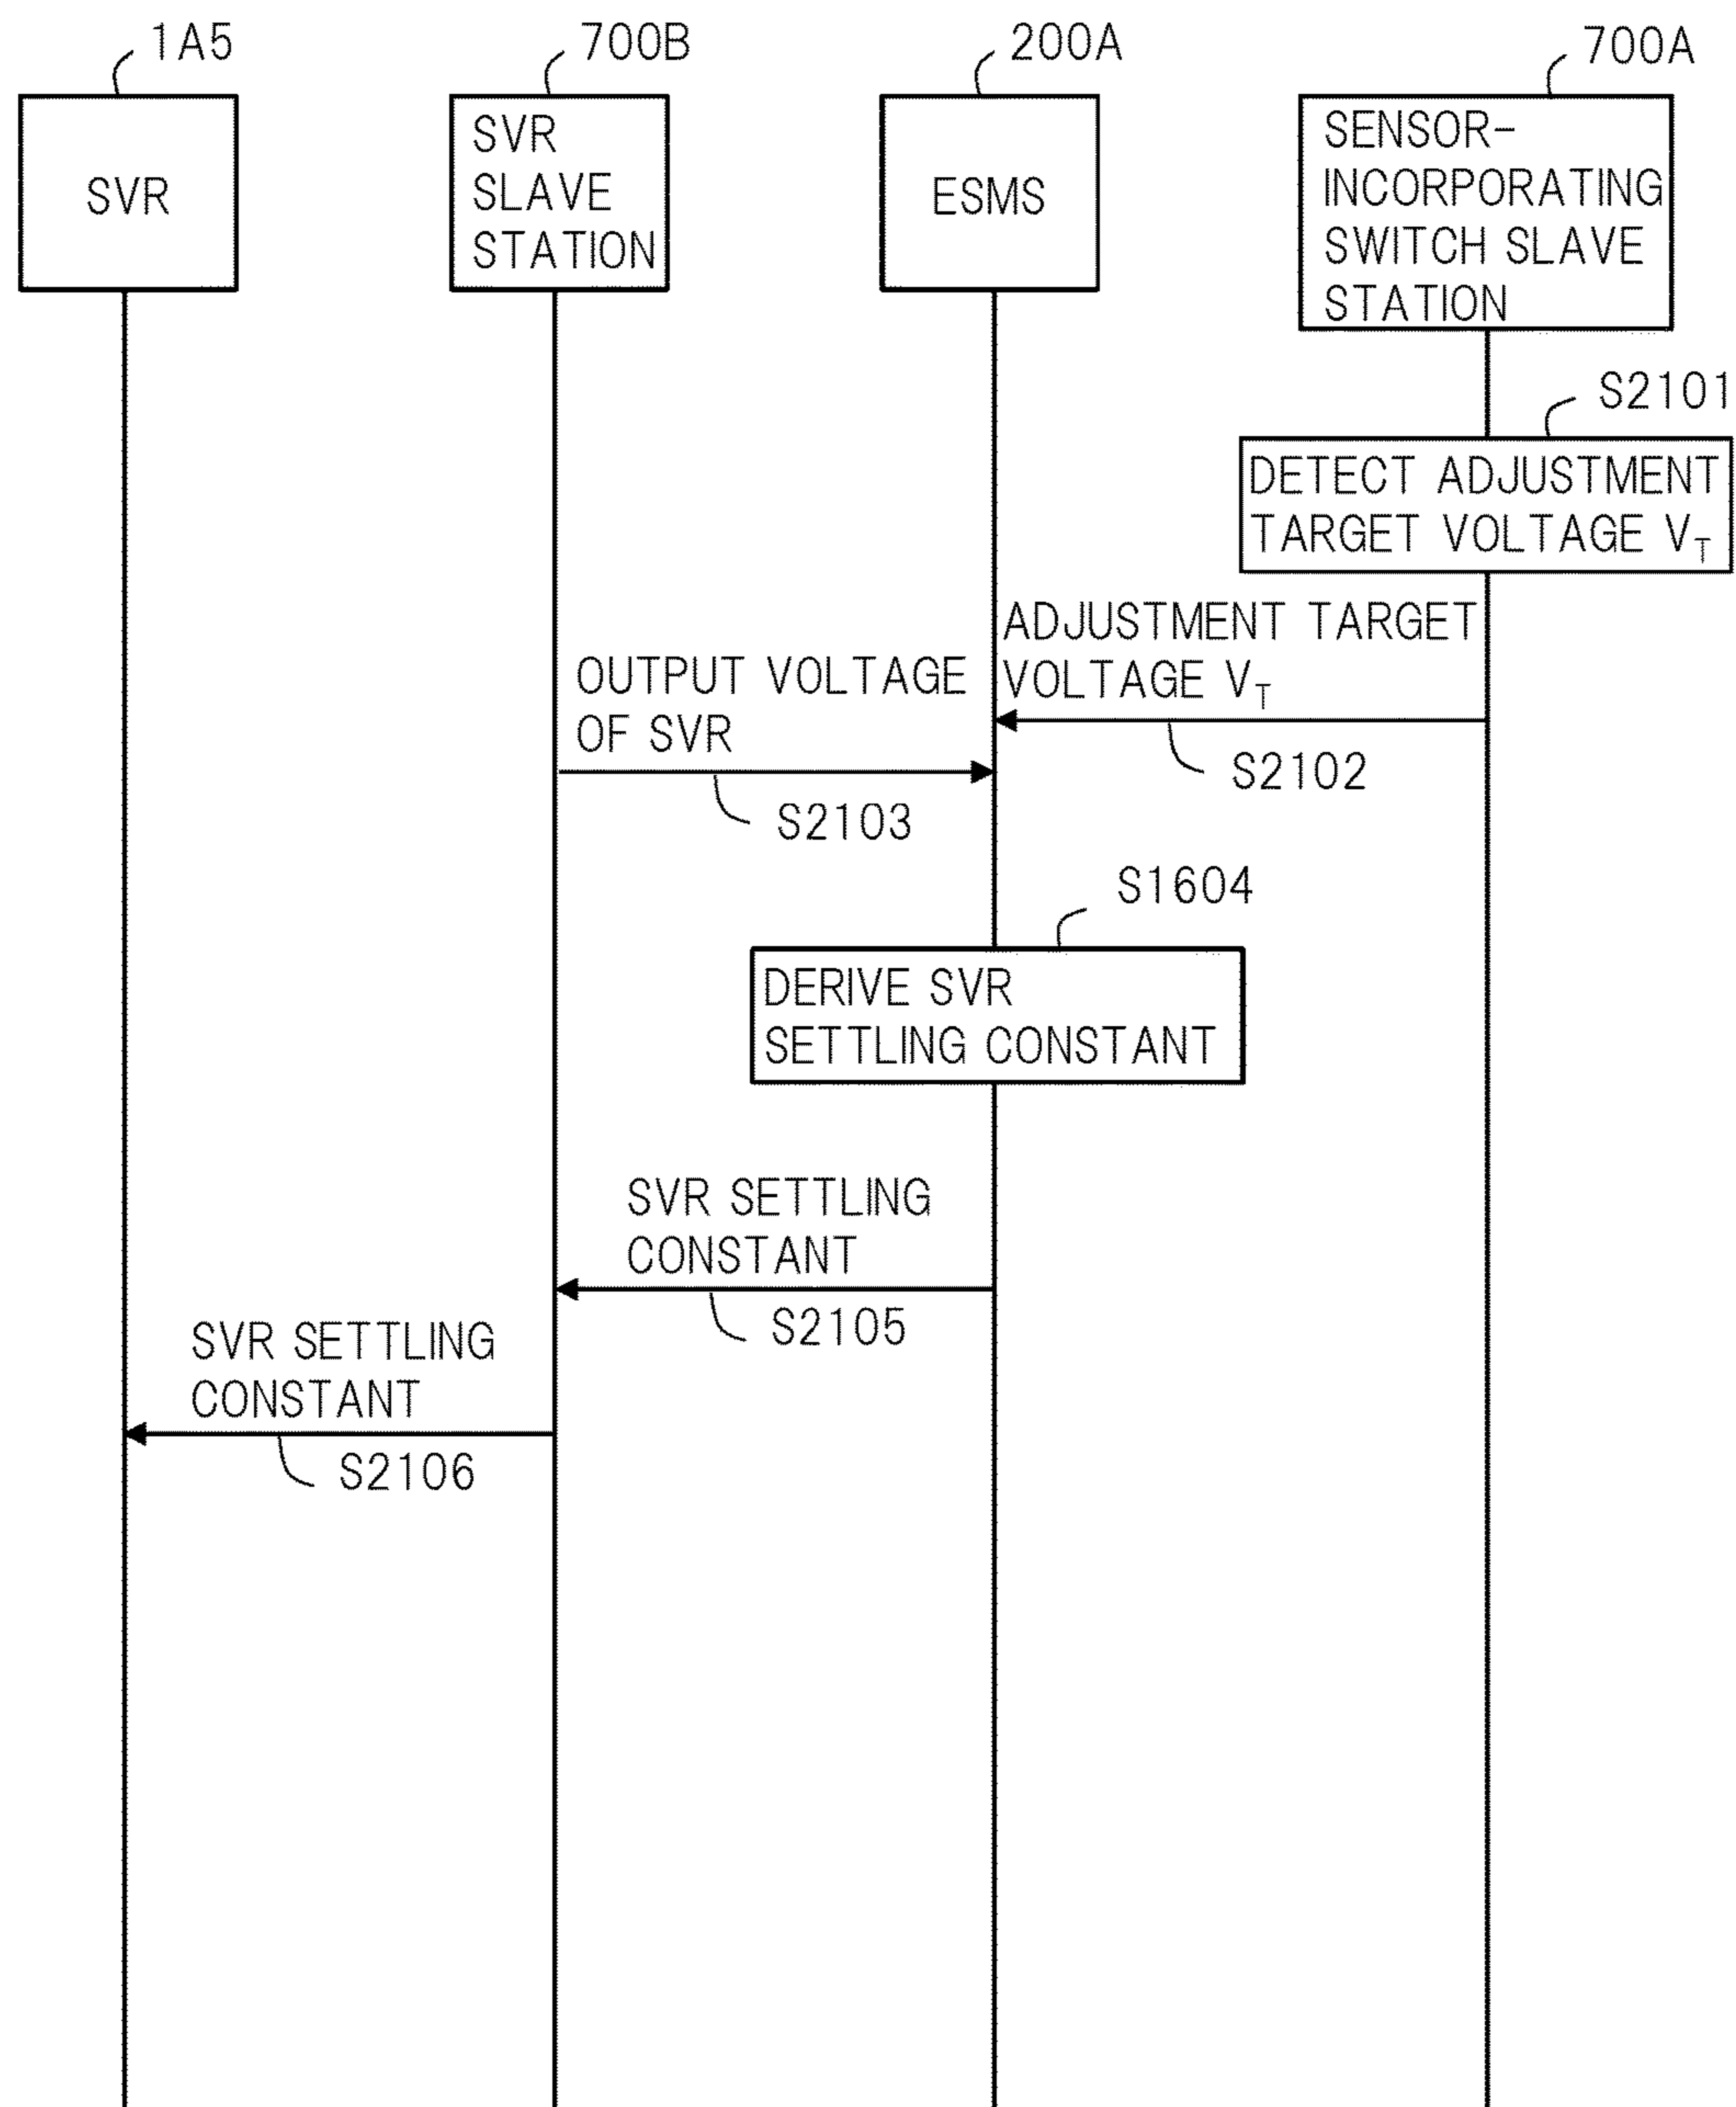 1A5
700B
200A
700A
SVR
SVR
SLAVE
STATION
ESMS
SENSOR-
INCORPORATING
SWITCH SLAVE
STATION
S2101
DETECT ADJUSTMENT
TARGET VOLTAGE VT
ADJUSTMENT TARGET
VOLTAGE VT
S2102
OUTPUT VOLTAGE
OF SVR
S2103
S1604
DERIVE SVR
SETTLING CONSTANT
SVR SETTLING
CONSTANT
S2105
SVR SETTLING
CONSTANT
S2106